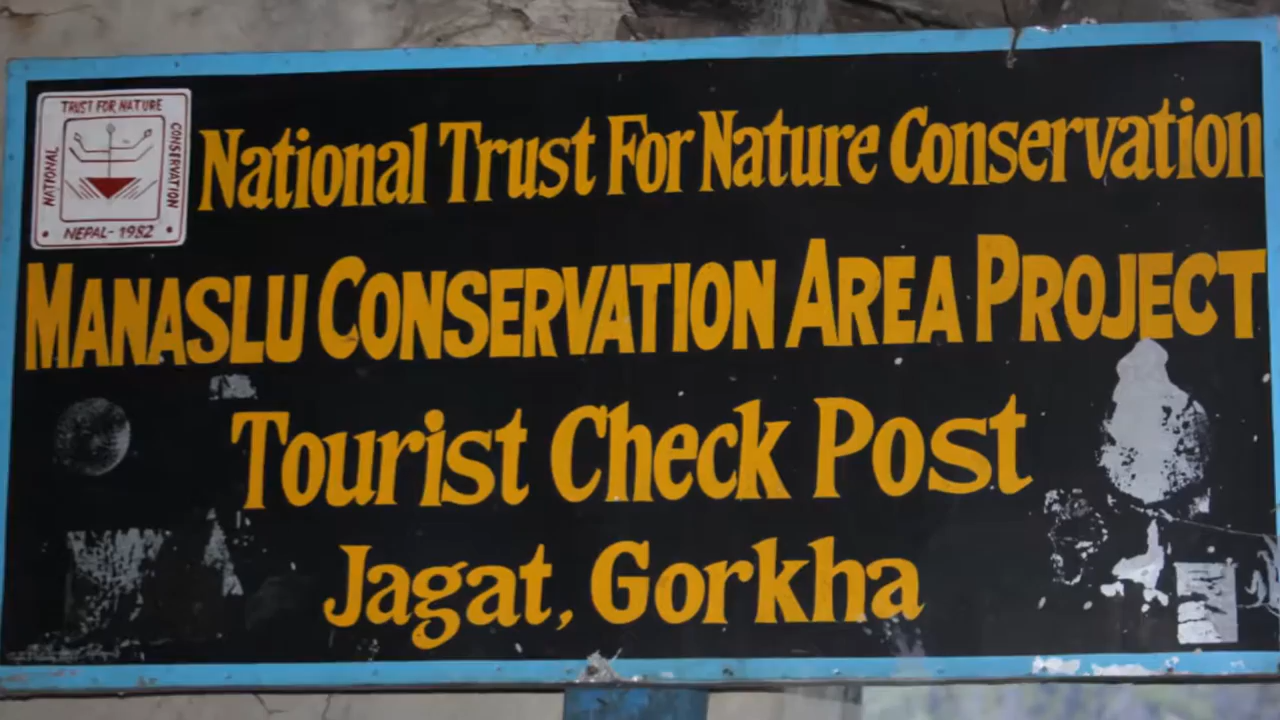 TRUST FOR NATURE
NATIONAL
CONSERVATION
NEPAL - 1982
National Trust For Nature Conservation
MANASLU CONSERVATION AREA PROJECT
Tourist Check Post
Jagat, Gorkha